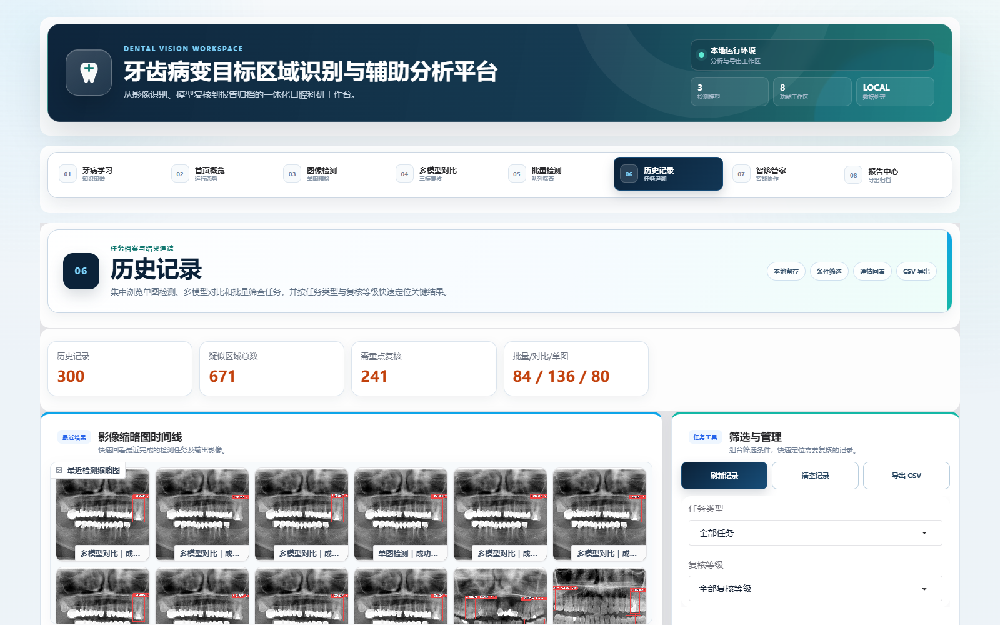 DENTAL VISION WORKSPACE
牙齿病变目标区域识别与辅助分析平台
从影像识别、模型复核到报告归档的一体化口腔科研工作台。
本地运行环境
分析与导出工作区
3
检测模型
8
功能工作区
LOCAL
数据处理
01
牙病学习
知识图谱
02
首页概览
运行态势
03
图像检测
单图精检
04
多模型对比
三模复核
05
批量检测
队列筛查
06
历史记录
任务追溯
07
智诊管家
智能协作
08
报告中心
导出归档
06
任务档案与结果追踪
历史记录
集中浏览单图检测、多模型对比和批量筛查任务，并按任务类型与复核等级快速定位关键结果。
本地留存
条件筛选
详情回看
CSV 导出
历史记录
300
疑似区域总数
671
需重点复核
241
批量/对比/单图
84 / 136 / 80
最近结果
影像缩略图时间线
快速回看最近完成的检测任务及输出影像。
最近检测缩略图
多模型对比 | 成...
多模型对比 | 成...
多模型对比 | 成...
单图检测 | 成功...
多模型对比 | 成...
多模型对比 | 成...
任务工具
筛选与管理
组合筛选条件，快速定位需要复核的记录。
刷新记录
清空记录
导出 CSV
任务类型
全部任务
复核等级
全部复核等级